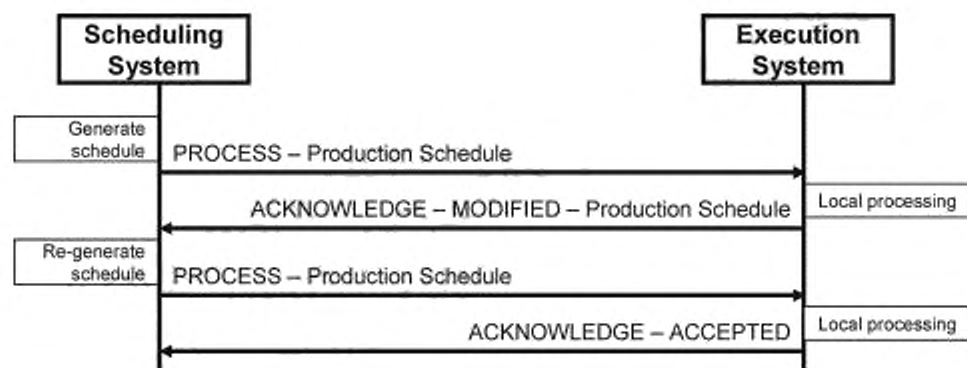 Scheduling
System
Execution
System
Generate
schedule
PROCESS – Production Schedule
Local processing
ACKNOWLEDGE – MODIFIED – Production Schedule
Re-generate
schedule
PROCESS – Production Schedule
Local processing
ACKNOWLEDGE – ACCEPTED